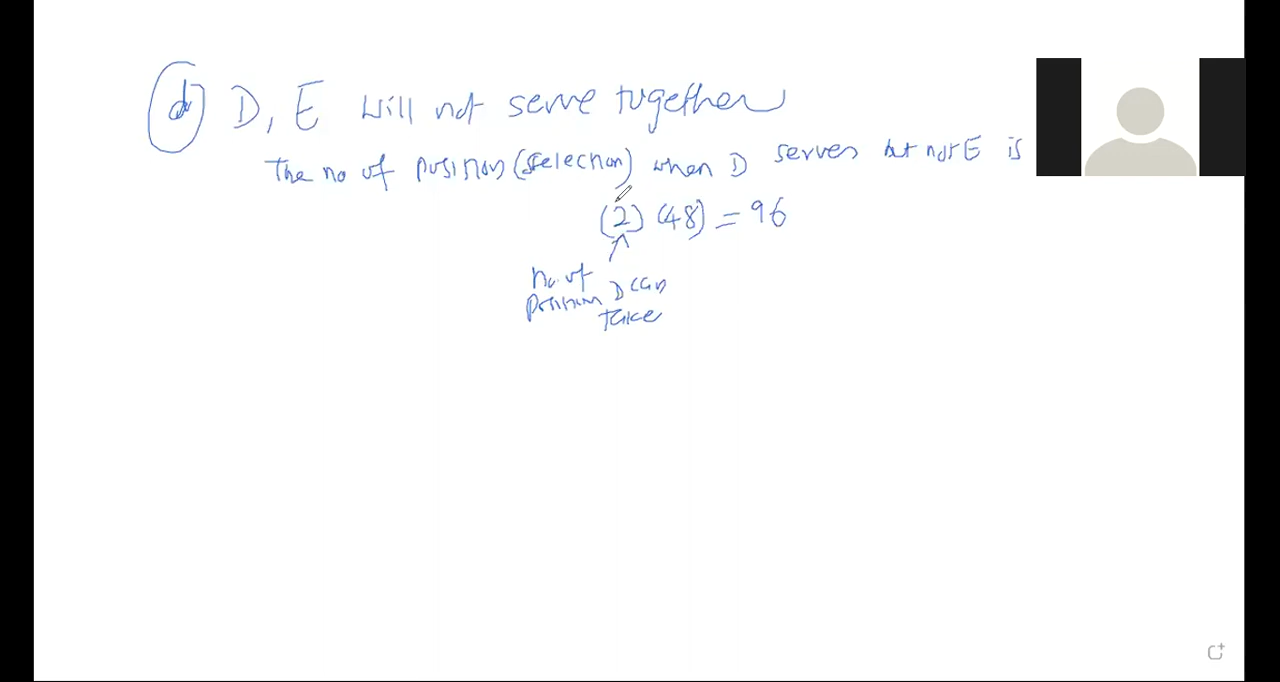 (d) D, E will not serve together
The no of positions (selection) when D serves but not E is
(2) (48) = 96
no. of
position D can
take